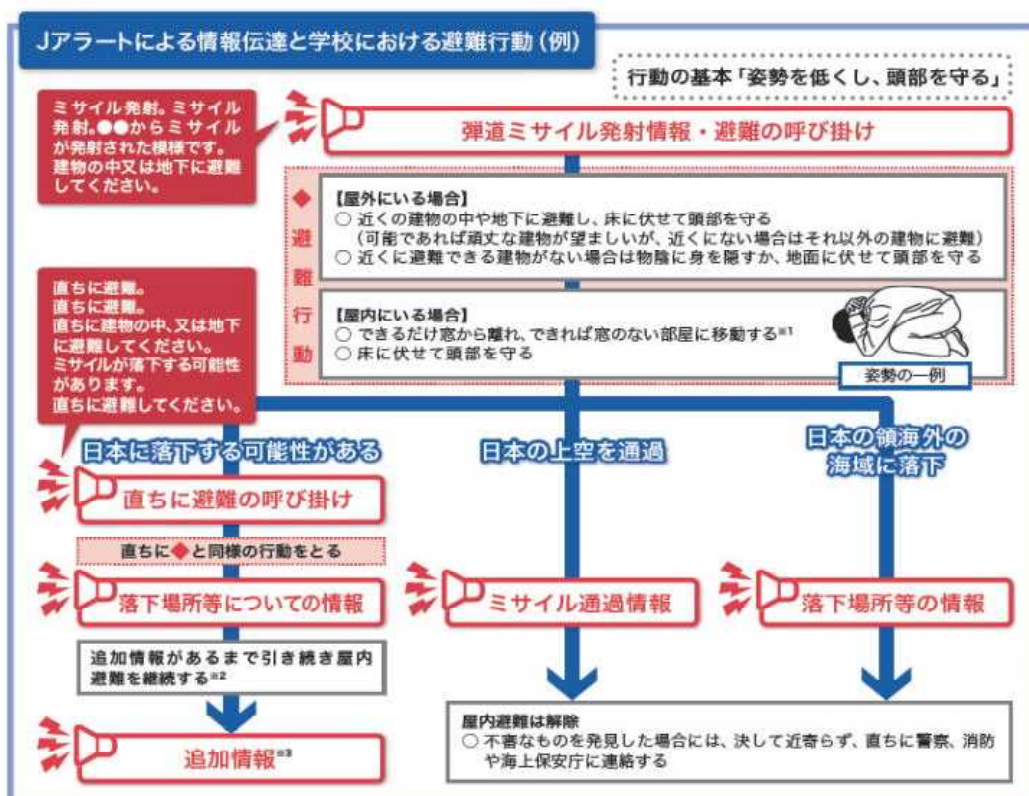 Jアラートによる情報伝達と学校における避難行動(例)
行動の基本「姿勢を低くし、頭部を守る」
ミサイル発射。ミサイル
発射。●●からミサイル
が発射された模様です。
建物の中又は地下に避難
してください。
弾道ミサイル発射情報・避難の呼び掛け
◆避難行動
【屋外にいる場合】
○ 近くの建物の中や地下に避難し、床に伏せて頭部を守る
(可能であれば頑丈な建物が望ましいが、近くにない場合はそれ以外の建物に避難)
○ 近くに避難できる建物がない場合は物陰に身を隠すか、地面に伏せて頭部を守る
【屋内にいる場合】
○ できるだけ窓から離れ、できれば窓のない部屋に移動する※1
○ 床に伏せて頭部を守る
姿勢の一例
直ちに避難。
直ちに避難。
直ちに建物の中、又は地下
に避難してください。
ミサイルが落下する可能性
があります。
直ちに避難してください。
日本に落下する可能性がある
直ちに避難の呼び掛け
直ちに◆と同様の行動をとる
落下場所等についての情報
追加情報があるまで引き続き屋内
避難を継続する※2
追加情報※3
日本の上空を通過
ミサイル通過情報
日本の領海外の
海域に落下
落下場所等の情報
屋内避難は解除
○ 不審なものを発見した場合には、決して近寄らず、直ちに警察、消防
や海上保安庁に連絡する